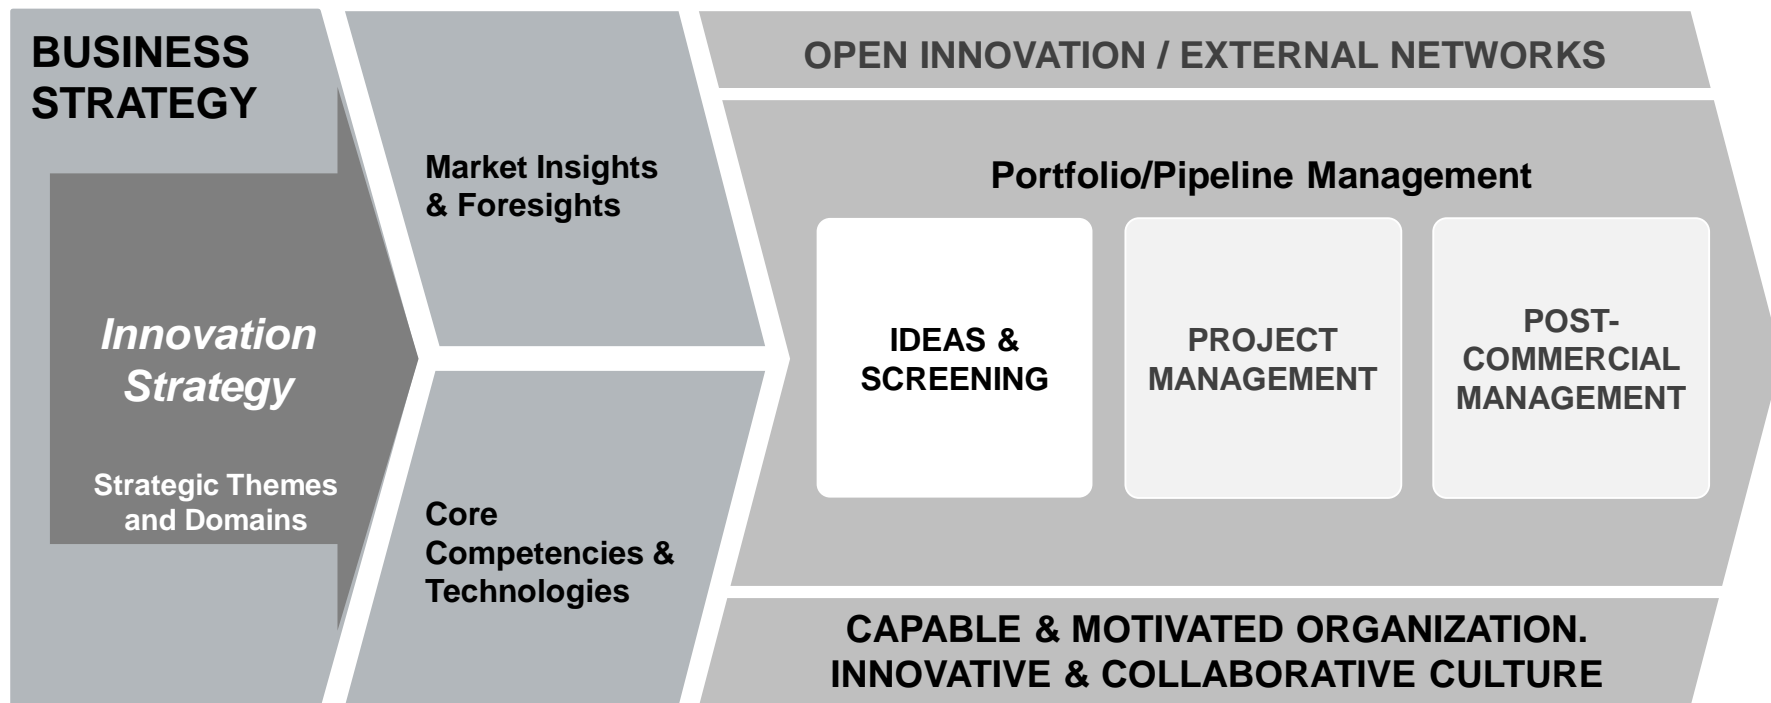 BUSINESS
STRATEGY
Innovation
Strategy
Strategic Themes
and Domains
Market Insights
& Foresights
Core
Competencies &
Technologies
OPEN INNOVATION / EXTERNAL NETWORKS
Portfolio/Pipeline Management
IDEAS &
SCREENING
PROJECT
MANAGEMENT
POST-
COMMERCIAL
MANAGEMENT
CAPABLE & MOTIVATED ORGANIZATION.
INNOVATIVE & COLLABORATIVE CULTURE